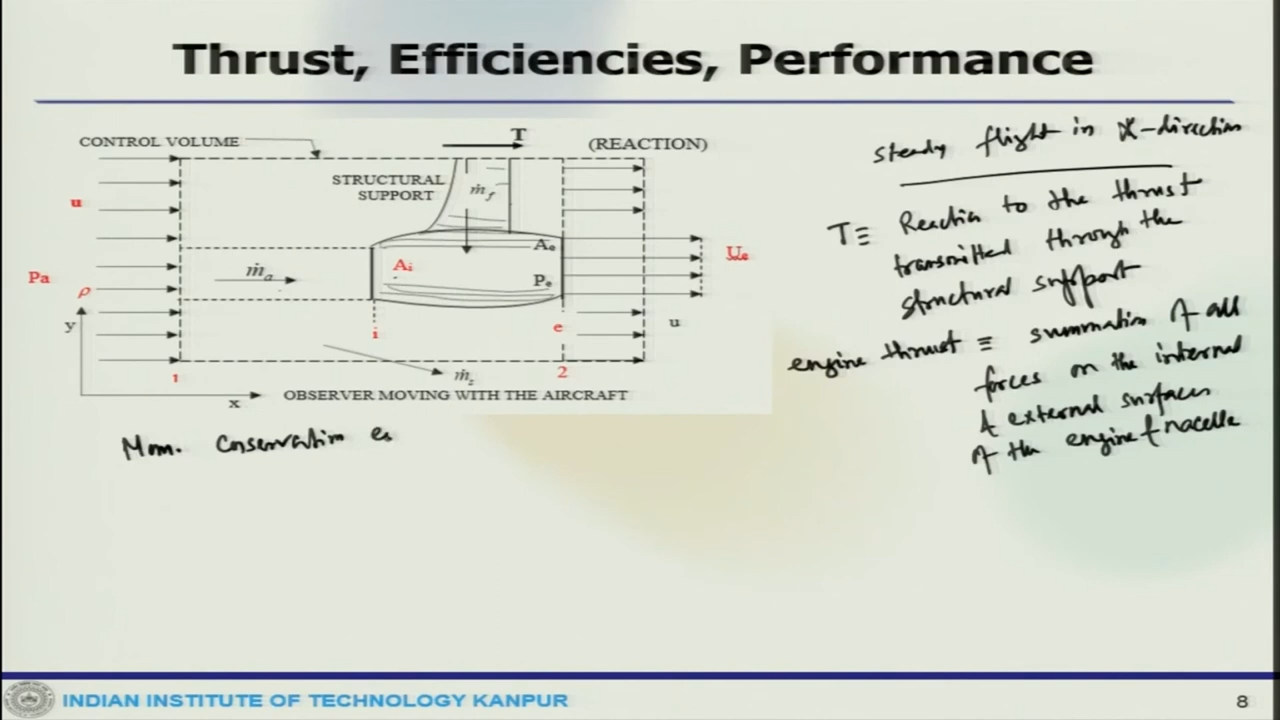 Thrust, Efficiencies, Performance
CONTROL VOLUME
T
(REACTION)
STRUCTURAL
SUPPORT
ṁf
u
Ae
Ue
Ai
ṁa
Pe
Pa
ρ
y
i
e
u
1
ṁs
2
x
OBSERVER MOVING WITH THE AIRCRAFT
steady flight in X-direction
T ≡ Reaction to the thrust
transmitted through the
structural support
engine thrust ≡ summation of all
forces on the internal
& external surfaces
of the engine & nacelle
Mom. Conservation es
INDIAN INSTITUTE OF TECHNOLOGY KANPUR
8